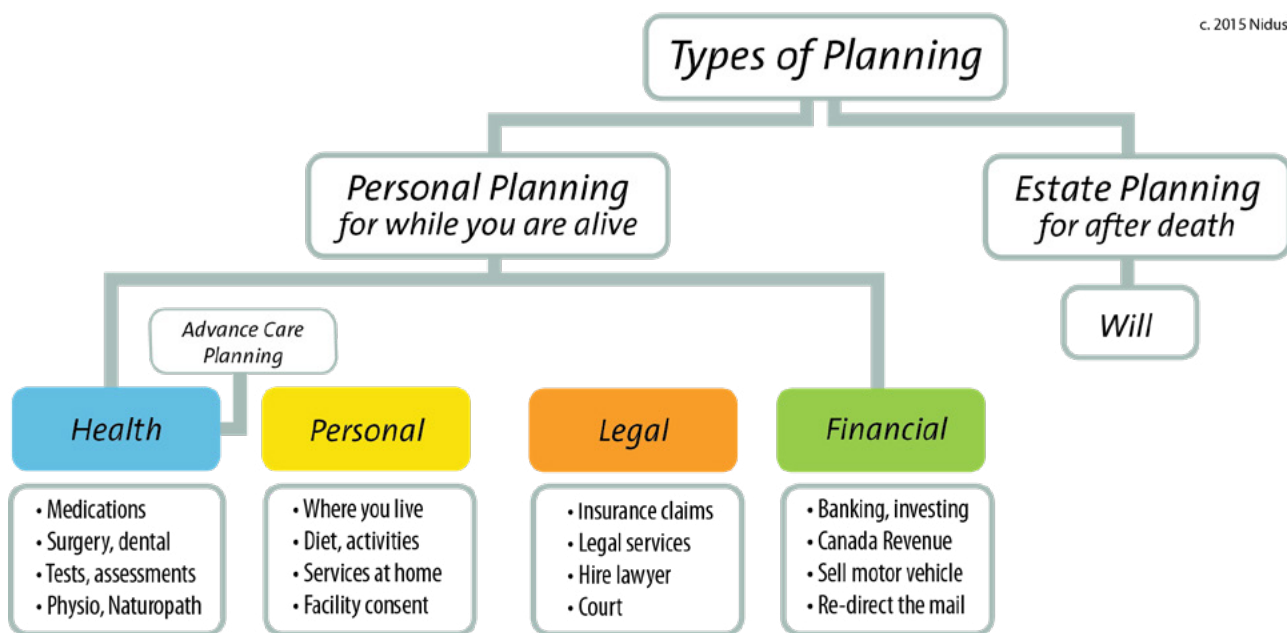 c. 2015 Nidus
Types of Planning
Personal Planning
for while you are alive
Estate Planning
for after death
Will
Advance Care
Planning
Health
Personal
Legal
Financial
• Medications
• Surgery, dental
• Tests, assessments
• Physio, Naturopath
• Where you live
• Diet, activities
• Services at home
• Facility consent
• Insurance claims
• Legal services
• Hire lawyer
• Court
• Banking, investing
• Canada Revenue
• Sell motor vehicle
• Re-direct the mail